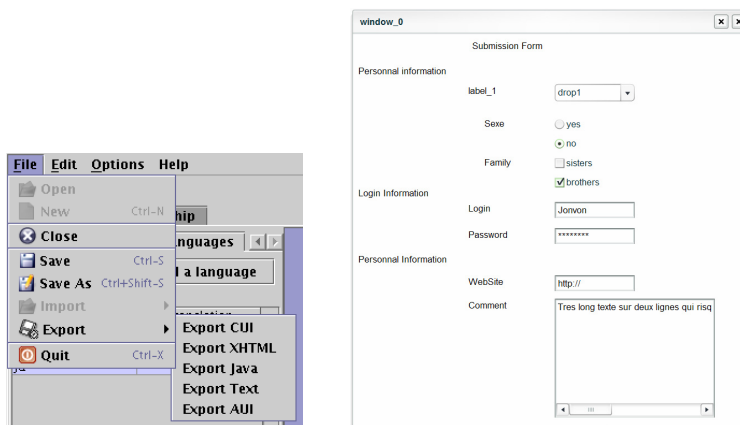 File Edit Options Help
Open
New Ctrl-N
Close
Save Ctrl-S
Save As Ctrl+Shift-S
Import
Export
Quit Ctrl-X
hip
nguages
l a language
Export CUI
Export XHTML
Export Java
Export Text
Export AUI
window_0
Submission Form
Personnal information
label_1 drop1
Sexe yes
no
Family sisters
brothers
Login Information
Login Jonvon
Password ********
Personnal Information
WebSite http://
Comment Tres long texte sur deux lignes qui risq